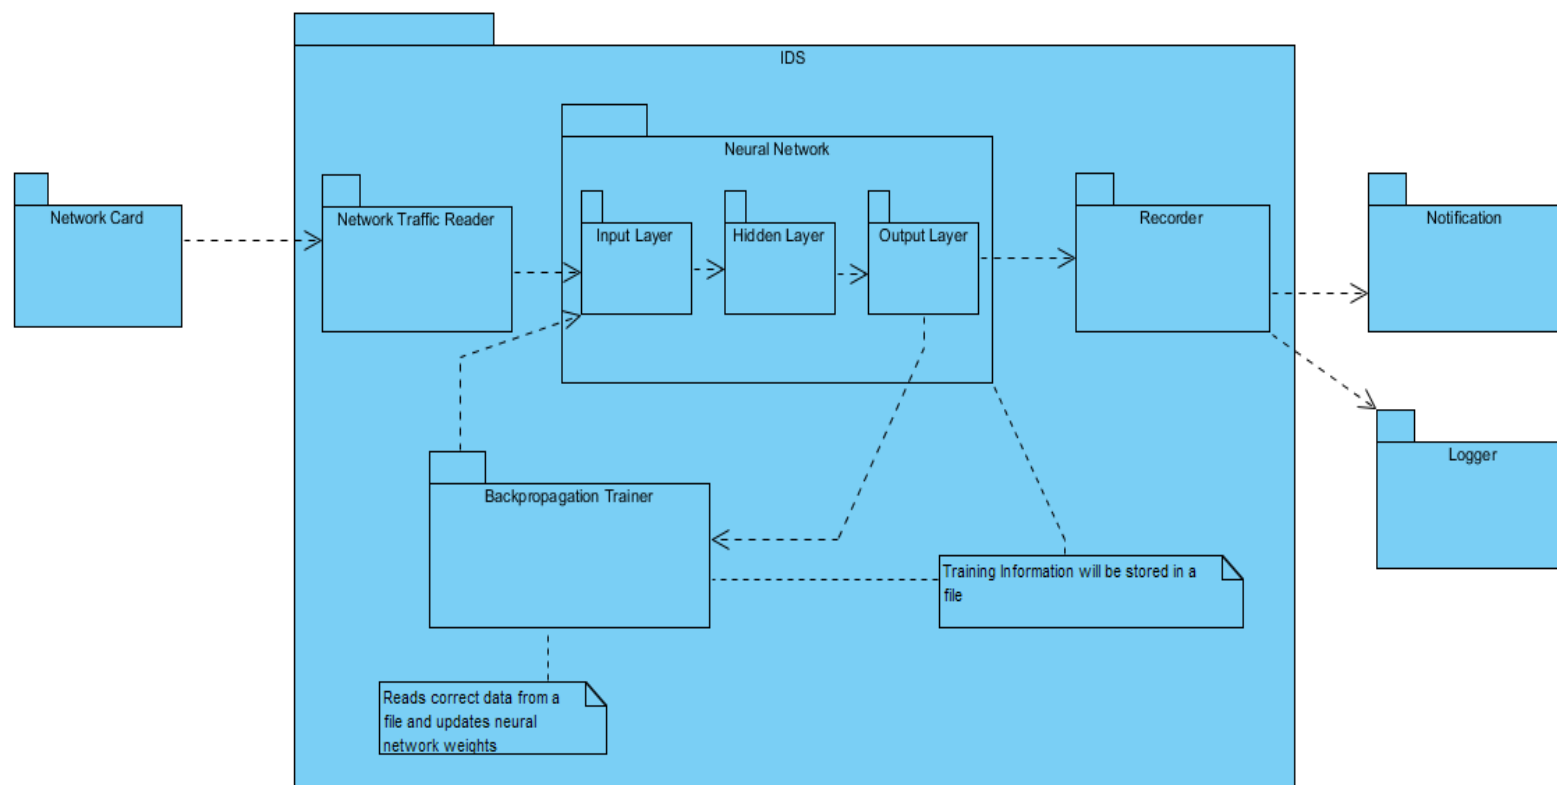 IDS
Neural Network
Network Card
Network Traffic Reader
Input Layer
Hidden Layer
Output Layer
Recorder
Notification
Logger
Backpropagation Trainer
Training Information will be stored in a
file
Reads correct data from a
file and updates neural
network weights